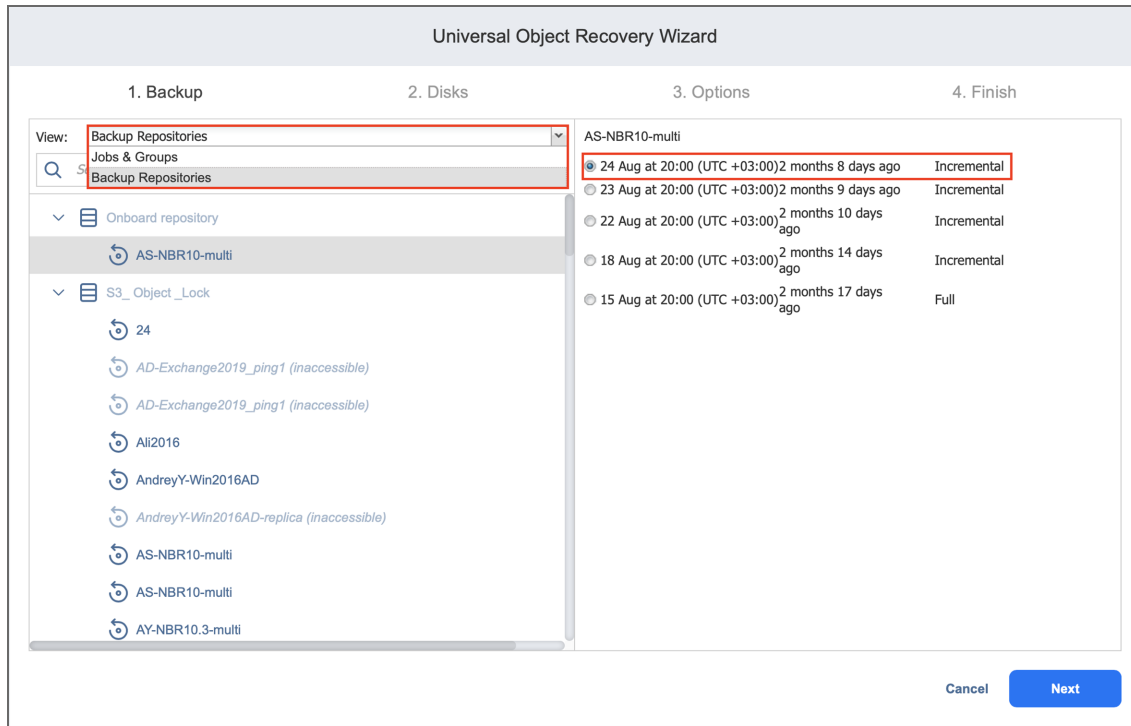 Universal Object Recovery Wizard
1. Backup
2. Disks
3. Options
4. Finish
View:
Backup Repositories
Jobs & Groups
Backup Repositories
Onboard repository
AS-NBR10-multi
S3_ Object _Lock
24
AD-Exchange2019_ping1 (inaccessible)
AD-Exchange2019_ping1 (inaccessible)
Ali2016
AndreyY-Win2016AD
AndreyY-Win2016AD-replica (inaccessible)
AS-NBR10-multi
AS-NBR10-multi
AY-NBR10.3-multi
AS-NBR10-multi
24 Aug at 20:00 (UTC +03:00)2 months 8 days ago Incremental
23 Aug at 20:00 (UTC +03:00)2 months 9 days ago Incremental
22 Aug at 20:00 (UTC +03:00)2 months 10 days
ago
Incremental
18 Aug at 20:00 (UTC +03:00)2 months 14 days
ago
Incremental
15 Aug at 20:00 (UTC +03:00)2 months 17 days
ago
Full
Cancel
Next